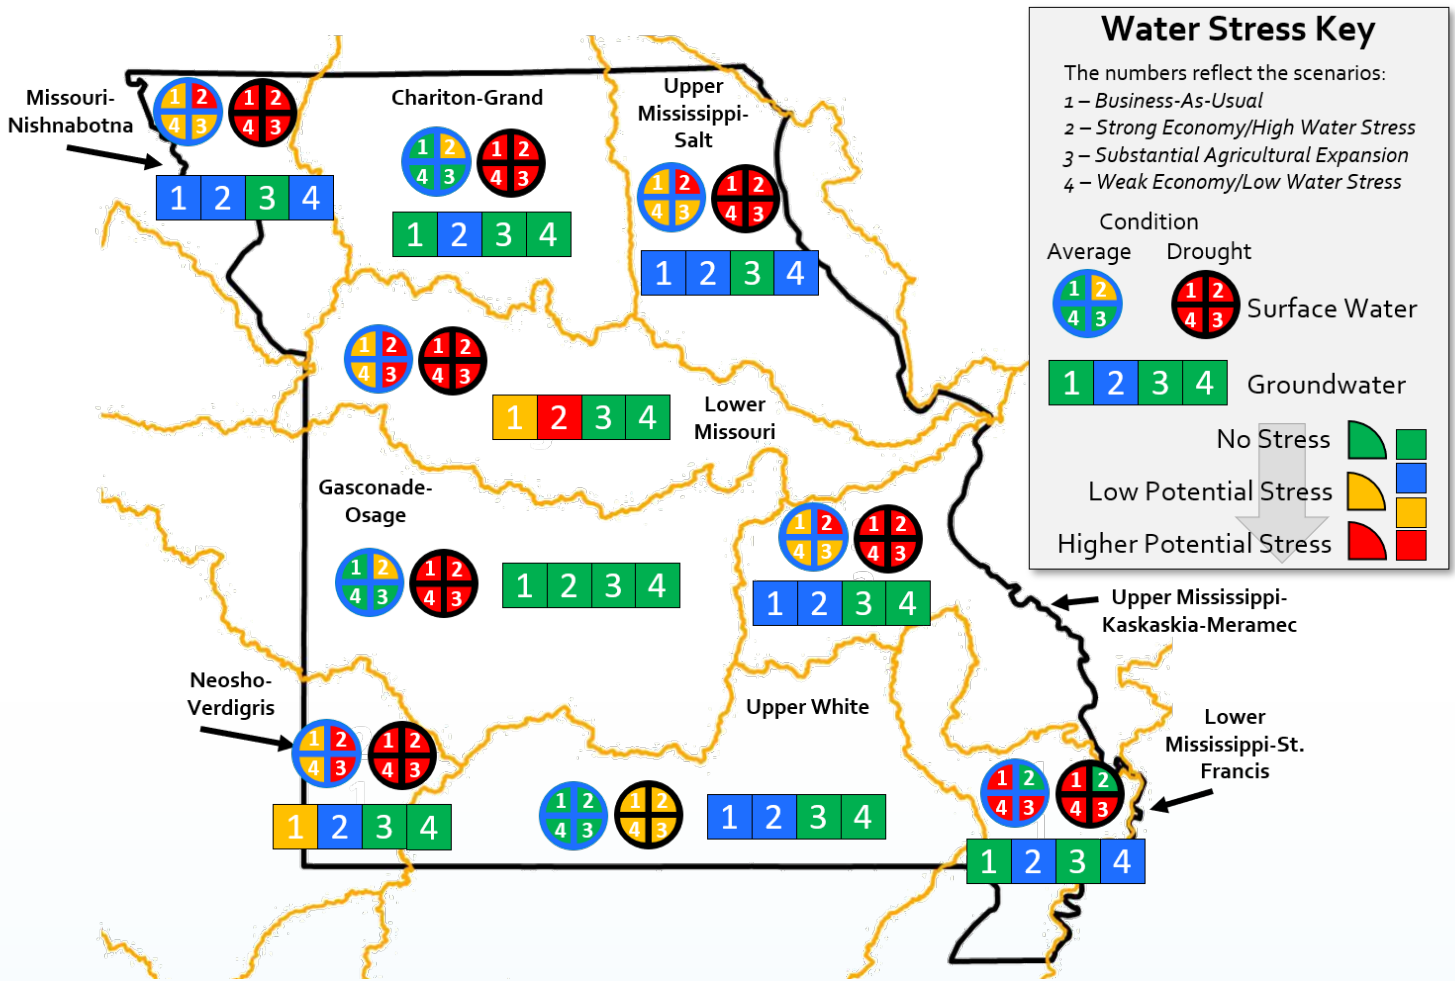 Water Stress Key
The numbers reflect the scenarios:
1 – Business-As-Usual
2 – Strong Economy/High Water Stress
3 – Substantial Agricultural Expansion
4 – Weak Economy/Low Water Stress
Condition
Average Drought
1 2 1 2
4 3 4 3
Surface Water
1 2 3 4
Groundwater
No Stress
Low Potential Stress
Higher Potential Stress
Missouri-
Nishnabotna
1 2 1 2
4 3 4 3
1 2 3 4
Chariton-Grand
1 2 1 2
4 3 4 3
1 2 3 4
Upper
Mississippi-
Salt
1 2 1 2
4 3 4 3
1 2 3 4
1 2 1 2
4 3 4 3
1 2 3 4
Lower
Missouri
Gasconade-
Osage
1 2 1 2
4 3 4 3
1 2 3 4
1 2 1 2
4 3 4 3
1 2 3 4
Upper Mississippi-
Kaskaskia-Meramec
Neosho-
Verdigris
1 2 1 2
4 3 4 3
1 2 3 4
Upper White
1 2 1 2
4 3 4 3
1 2 3 4
Lower
Mississippi-St.
Francis
1 2 1 2
4 3 4 3
1 2 3 4